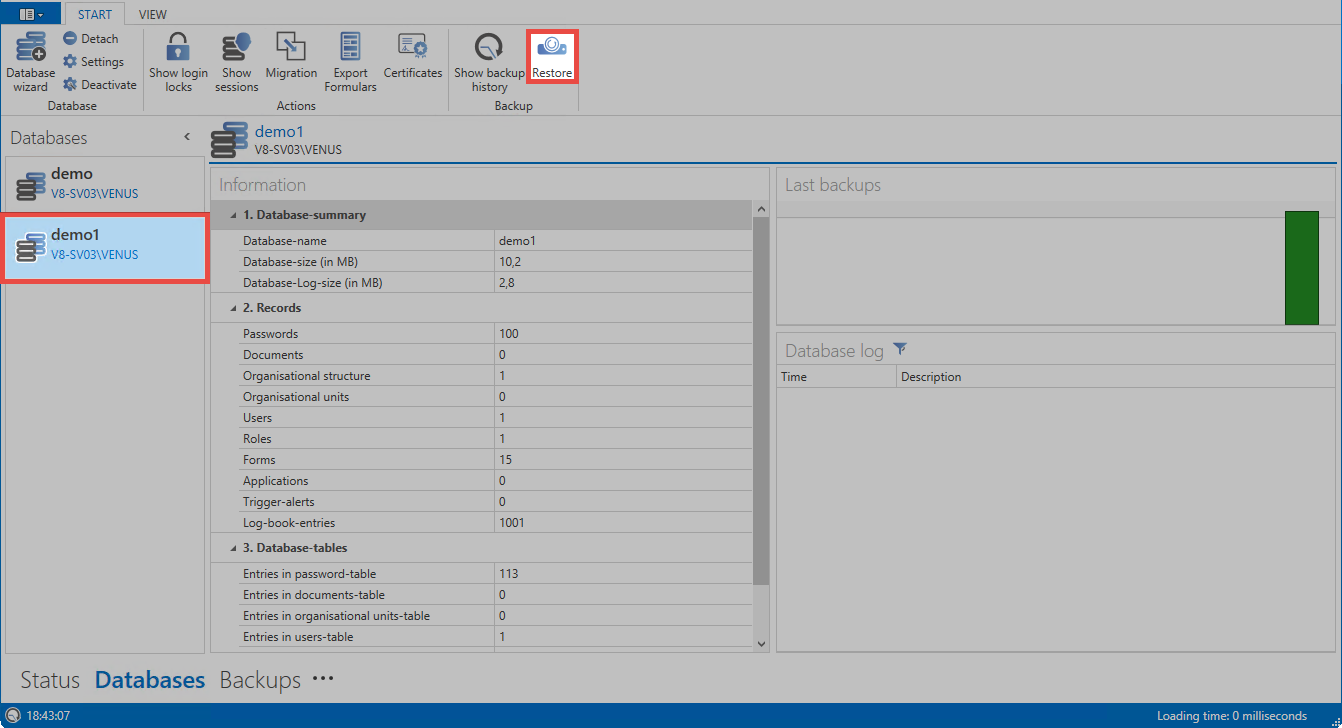 START VIEW
Database wizard
Detach
Settings
Deactivate
Database
Show login locks
Show sessions
Migration
Export Formulars
Certificates
Actions
Show backup history
Restore
Backup
Databases
demo
V8-SV03\VENUS
demo1
V8-SV03\VENUS
demo1
V8-SV03\VENUS
Information
1. Database-summary
Database-name demo1
Database-size (in MB) 10,2
Database-Log-size (in MB) 2,8
2. Records
Passwords 100
Documents 0
Organisational structure 1
Organisational units 0
Users 1
Roles 1
Forms 15
Applications 0
Trigger-alerts 0
Log-book-entries 1001
3. Database-tables
Entries in password-table 113
Entries in documents-table 0
Entries in organisational units-table 0
Entries in users-table 1
Last backups
Database log
Time Description
Status Databases Backups •••
18:43:07
Loading time: 0 milliseconds